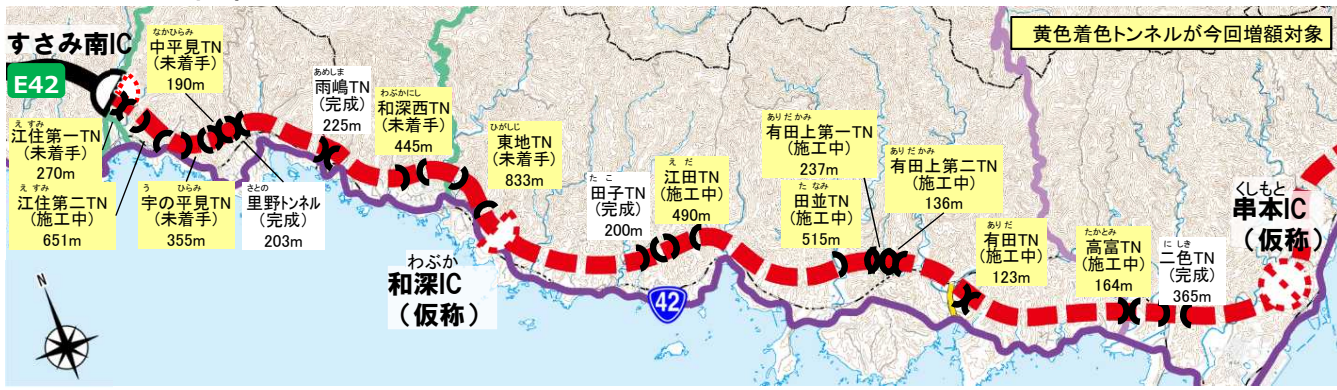 黄色着色トンネルが今回増額対象
すさみ南IC
E42
なかひらみ
中平見TN
(未着手)
190m
あめしま
雨嶋TN
(完成)
225m
わぶかにし
和深西TN
(未着手)
445m
ひがしじ
東地TN
(未着手)
833m
え すみ
江住第一TN
(未着手)
270m
え すみ
江住第二TN
(施工中)
651m
う ひらみ
宇の平見TN
(未着手)
355m
さとの
里野トンネル
(完成)
203m
わぶか
和深IC
(仮称)
た こ
田子TN
(完成)
200m
え だ
江田TN
(施工中)
490m
42
ありだかみ
有田上第一TN
(施工中)
237m
た なみ
田並TN
(施工中)
515m
ありだかみ
有田上第二TN
(施工中)
136m
ありだ
有田TN
(施工中)
123m
たかとみ
高富TN
(施工中)
164m
に しき
二色TN
(完成)
365m
くしもと
串本IC
(仮称)
N